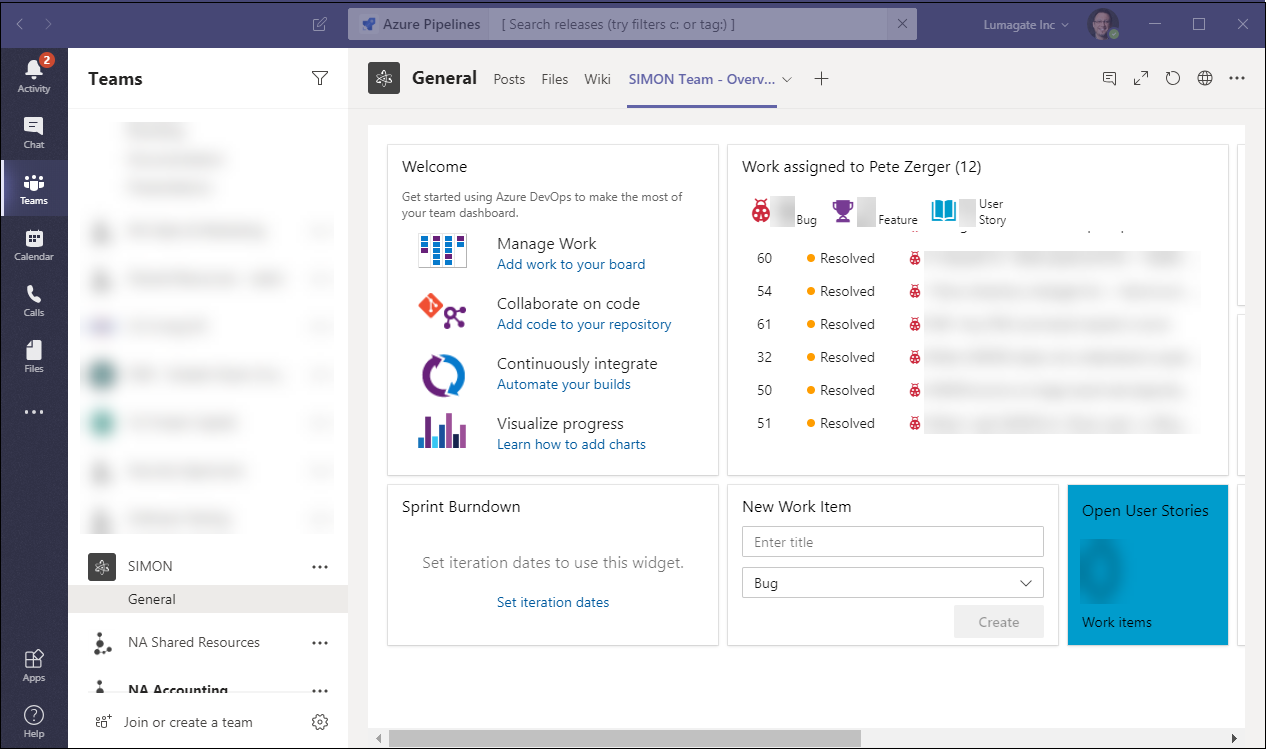 Azure Pipelines [ Search releases (try filters c: or tag:) ]
Lumagate Inc
2
Activity
Chat
Teams
Calendar
Calls
Files
Apps
Help
Teams
SIMON
General
NA Shared Resources
NA Accounting
Join or create a team
General Posts Files Wiki SIMON Team - Overv...
Welcome
Get started using Azure DevOps to make the most of
your team dashboard.
Manage Work
Add work to your board
Collaborate on code
Add code to your repository
Continuously integrate
Automate your builds
Visualize progress
Learn how to add charts
Work assigned to Pete Zerger (12)
Bug
Feature
User
Story
60 Resolved
54 Resolved
61 Resolved
32 Resolved
50 Resolved
51 Resolved
Sprint Burndown
Set iteration dates to use this widget.
Set iteration dates
New Work Item
Enter title
Bug
Create
Open User Stories
Work items